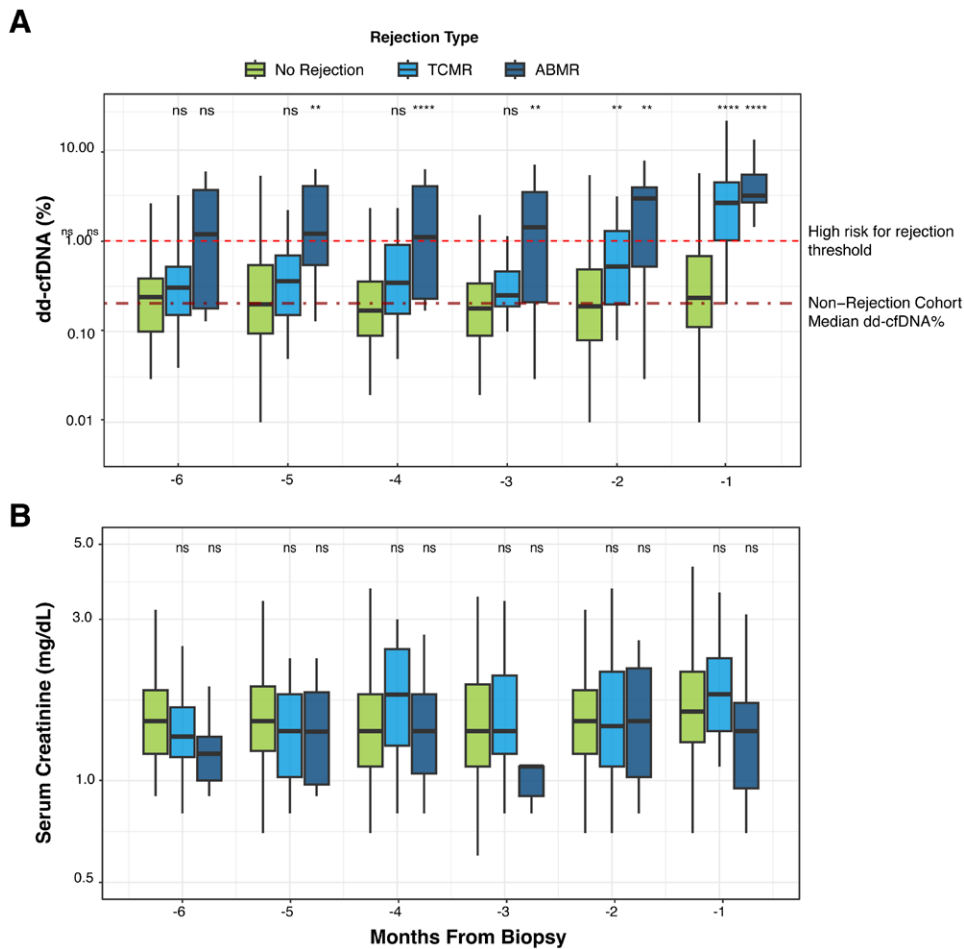 A
Rejection Type
No Rejection TCMR ABMR
ns ns ns ** ns **** ns ** ** ** **** ****
10.00
ns ns
1.00
0.10
0.01
dd-cfDNA (%)
High risk for rejection
threshold
Non-Rejection Cohort
Median dd-cfDNA%
-6 -5 -4 -3 -2 -1
B
5.0
3.0
1.0
0.5
Serum Creatinine (mg/dL)
ns ns ns ns ns ns ns ns ns ns ns ns
-6 -5 -4 -3 -2 -1
Months From Biopsy